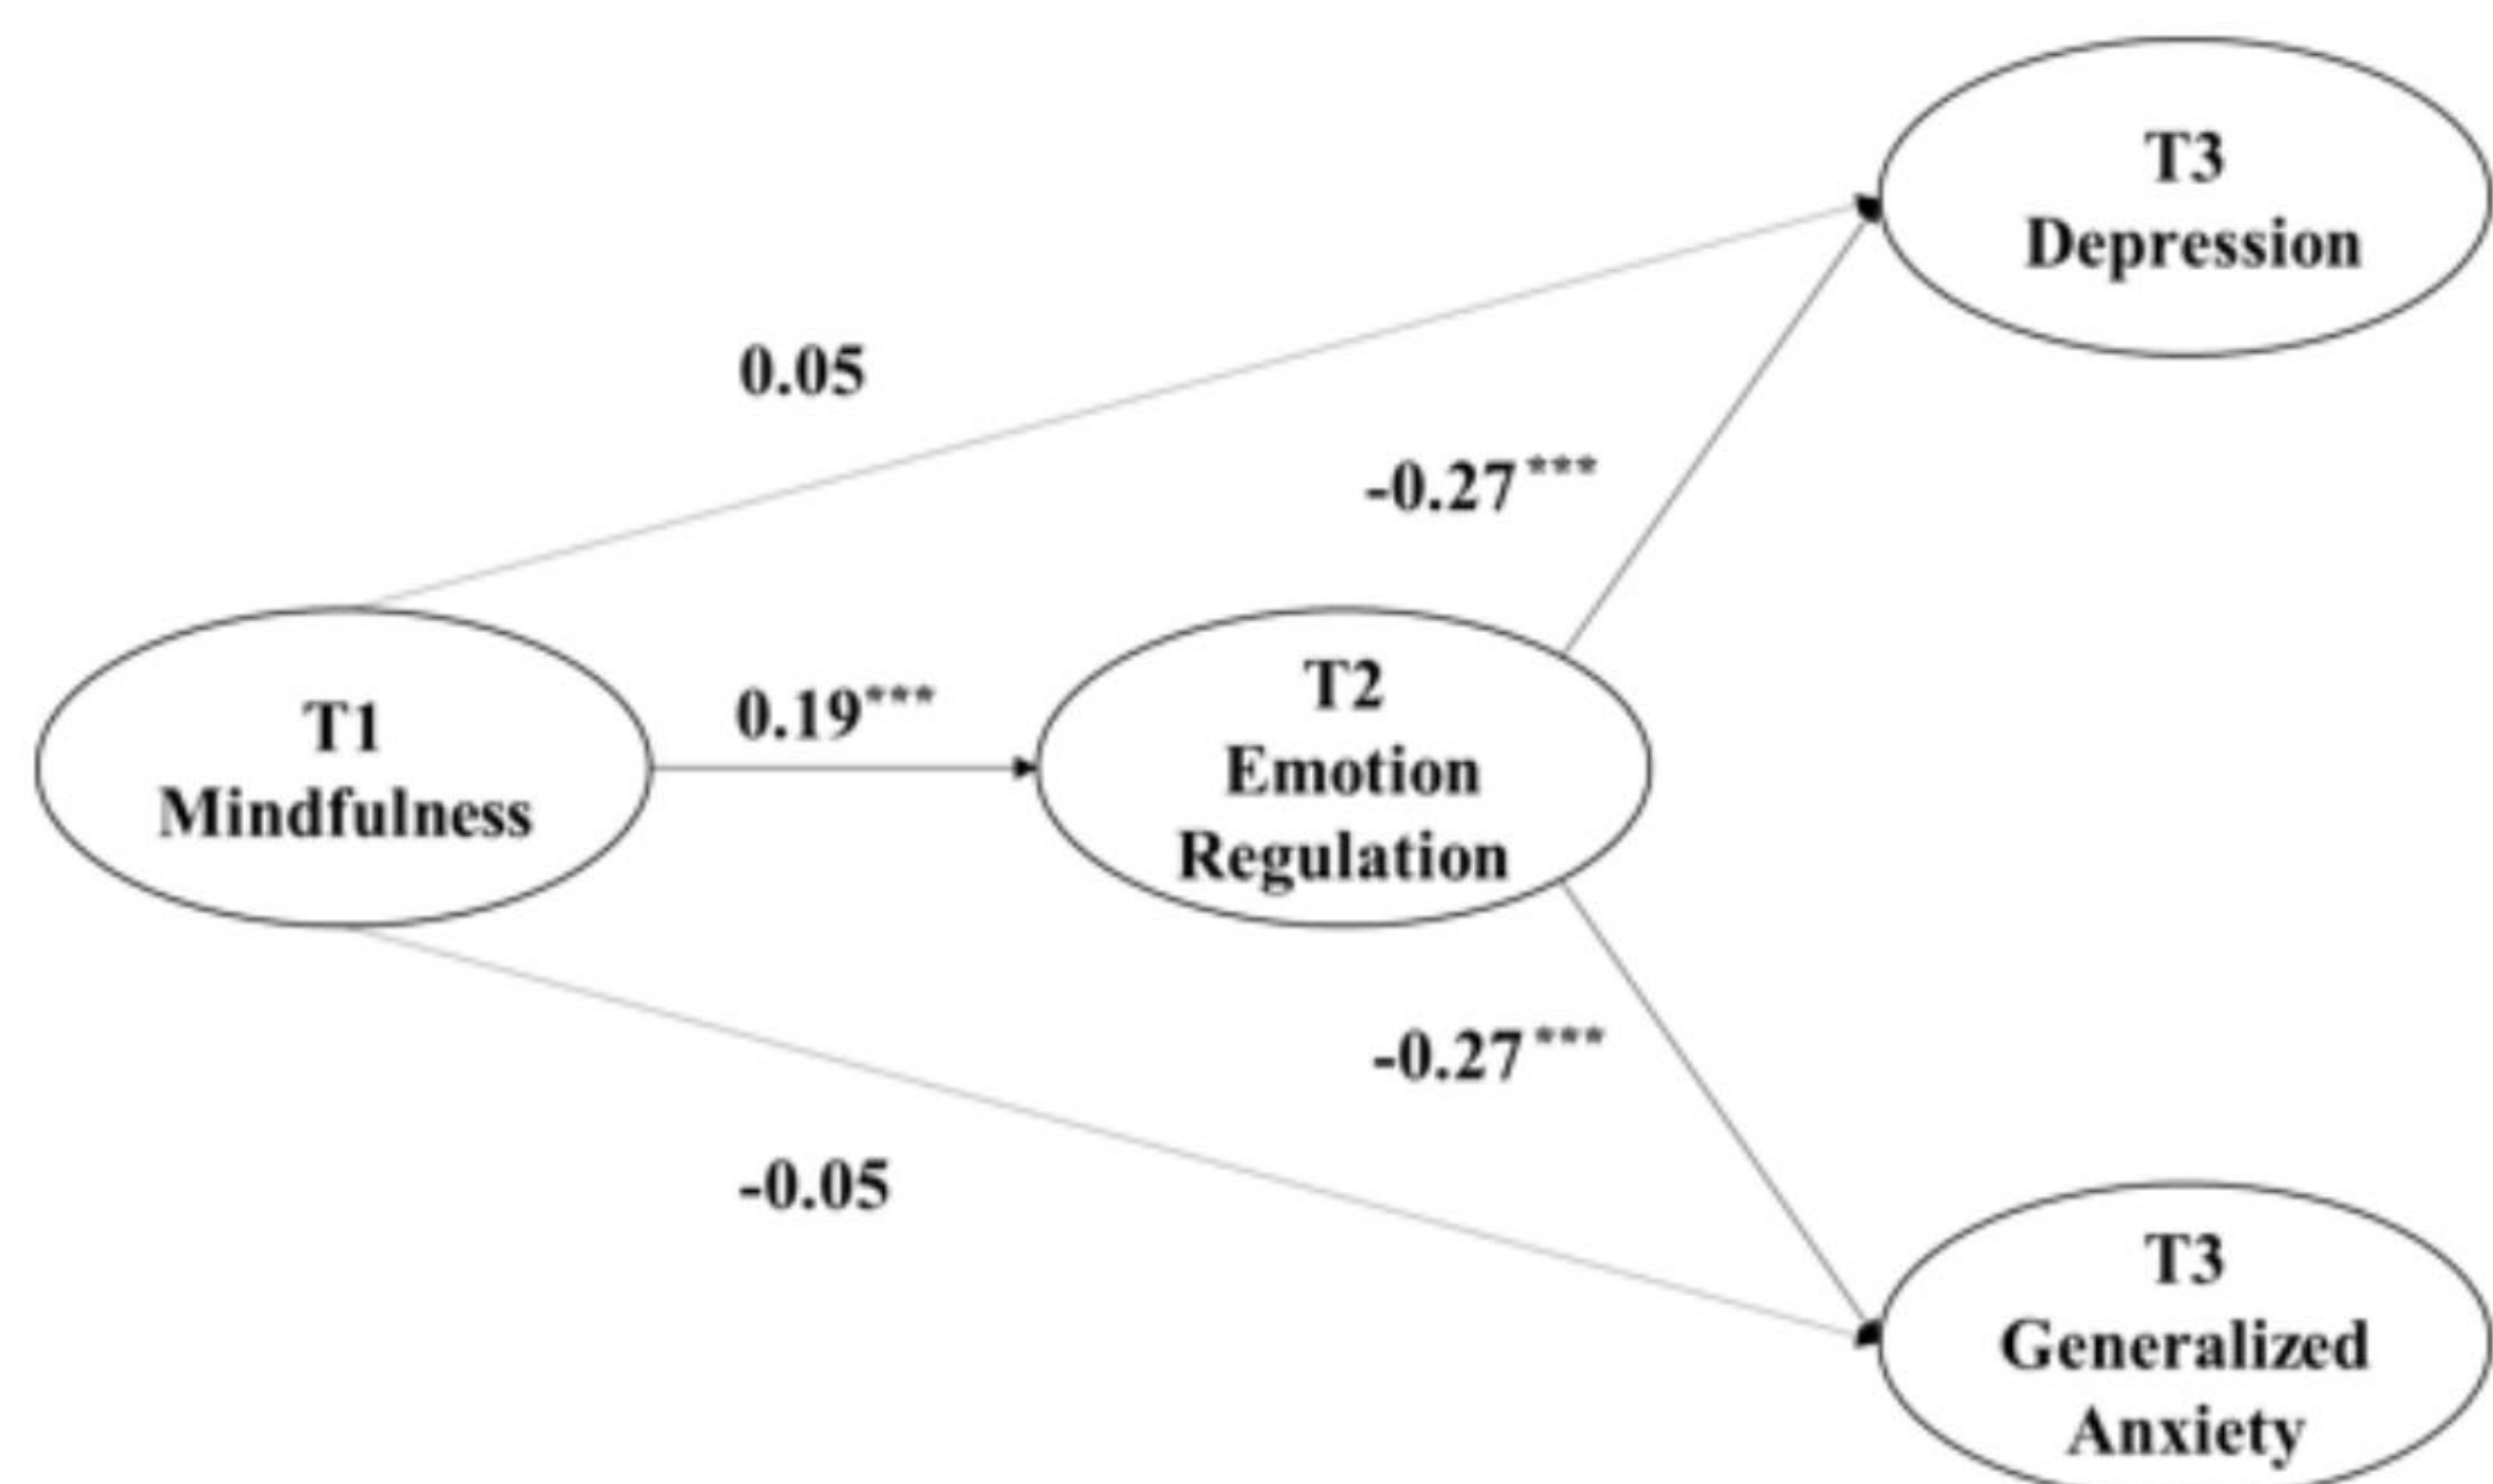 T3
Depression
0.05
-0.27***
T1
Mindfulness
0.19***
T2
Emotion
Regulation
-0.27***
-0.05
T3
Generalized
Anxiety